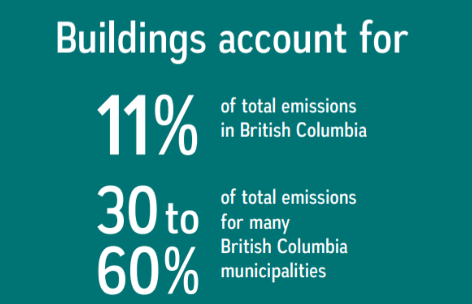 Buildings account for
11%
of total emissions
in British Columbia
30 to
60%
of total emissions
for many
British Columbia
municipalities